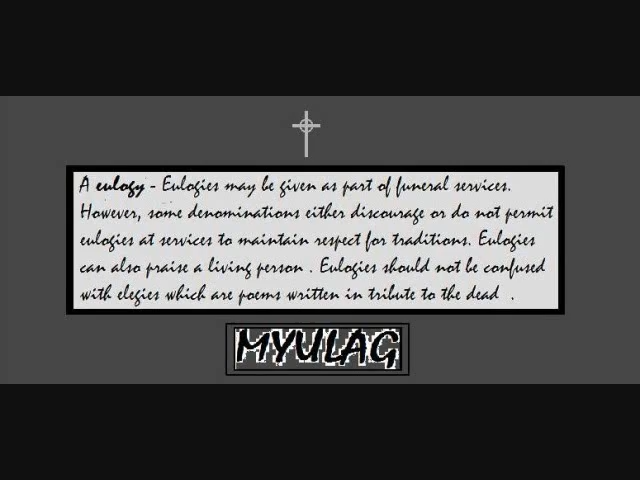 A eulogy - Eulogies may be given as part of funeral services.
However, some denominations either discourage or do not permit
eulogies at services to maintain respect for traditions. Eulogies
can also praise a living person . Eulogies should not be confused
with elegies which are poems written in tribute to the dead .
MYULAG